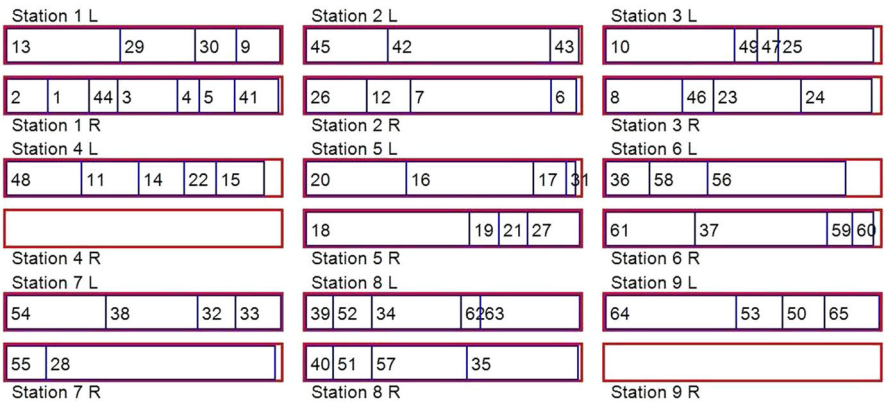 Station 1 L Station 2 L Station 3 L
13 29 30 9 45 42 43 10 49 47 25
2 1 44 3 4 5 41 26 12 7 6 8 46 23 24
Station 1 R Station 2 R Station 3 R
Station 4 L Station 5 L Station 6 L
48 11 14 22 15 20 16 17 31 36 58 56
18 19 21 27 61 37 59 60
Station 4 R Station 5 R Station 6 R
Station 7 L Station 8 L Station 9 L
54 38 32 33 39 52 34 62 63 64 53 50 65
55 28 40 51 57 35
Station 7 R Station 8 R Station 9 R